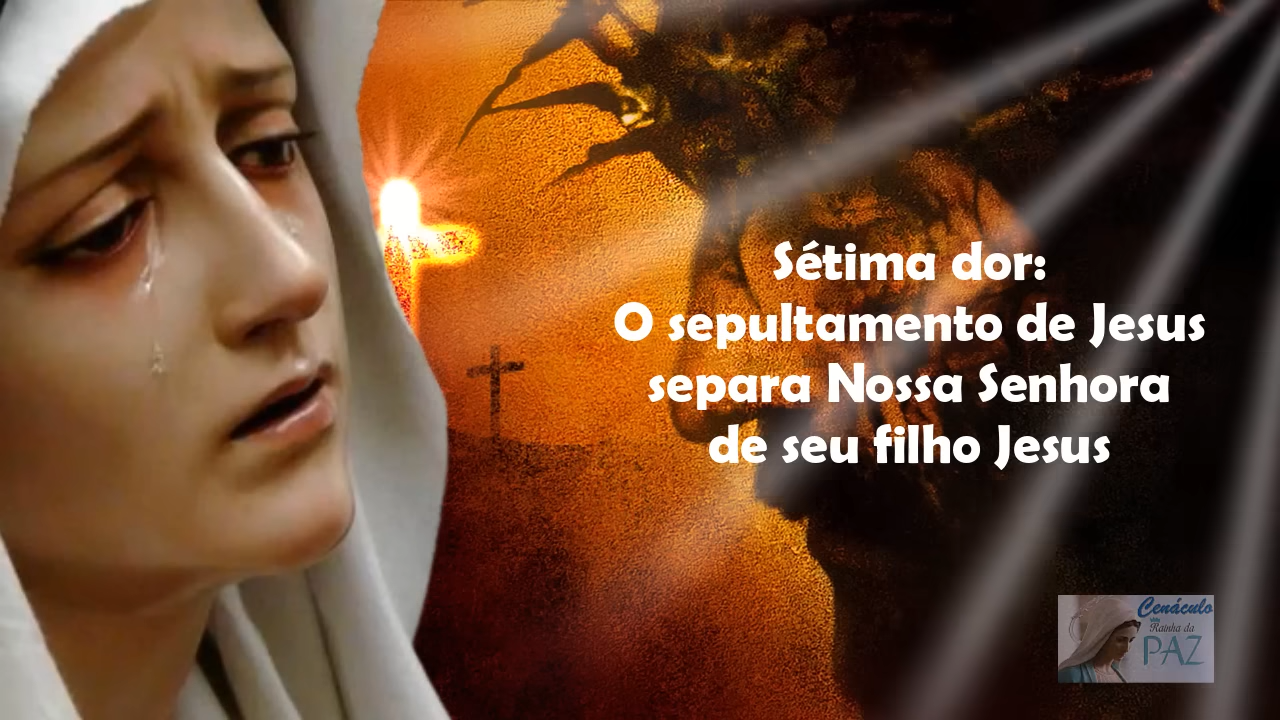 Sétima dor:
O sepultamento de Jesus
separa Nossa Senhora
de seu filho Jesus
Cenáculo
Rainha da
PAZ